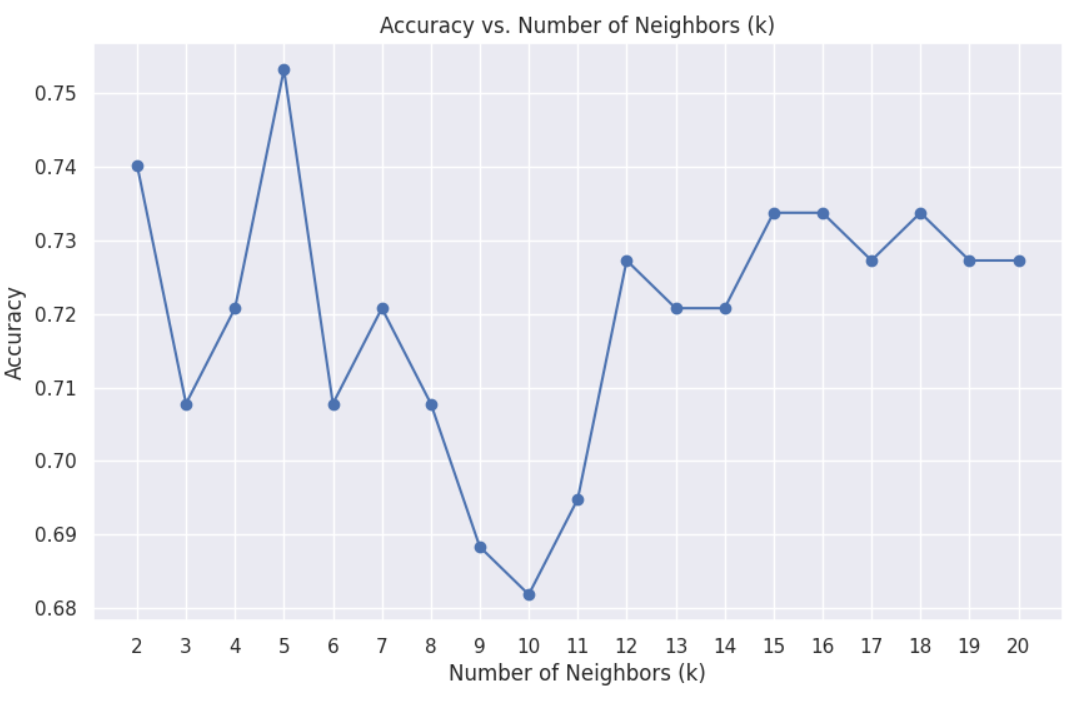 Accuracy vs. Number of Neighbors (k)
0.75
0.74
0.73
0.72
0.71
0.70
0.69
0.68
Accuracy
2 3 4 5 6 7 8 9 10 11 12 13 14 15 16 17 18 19 20
Number of Neighbors (k)